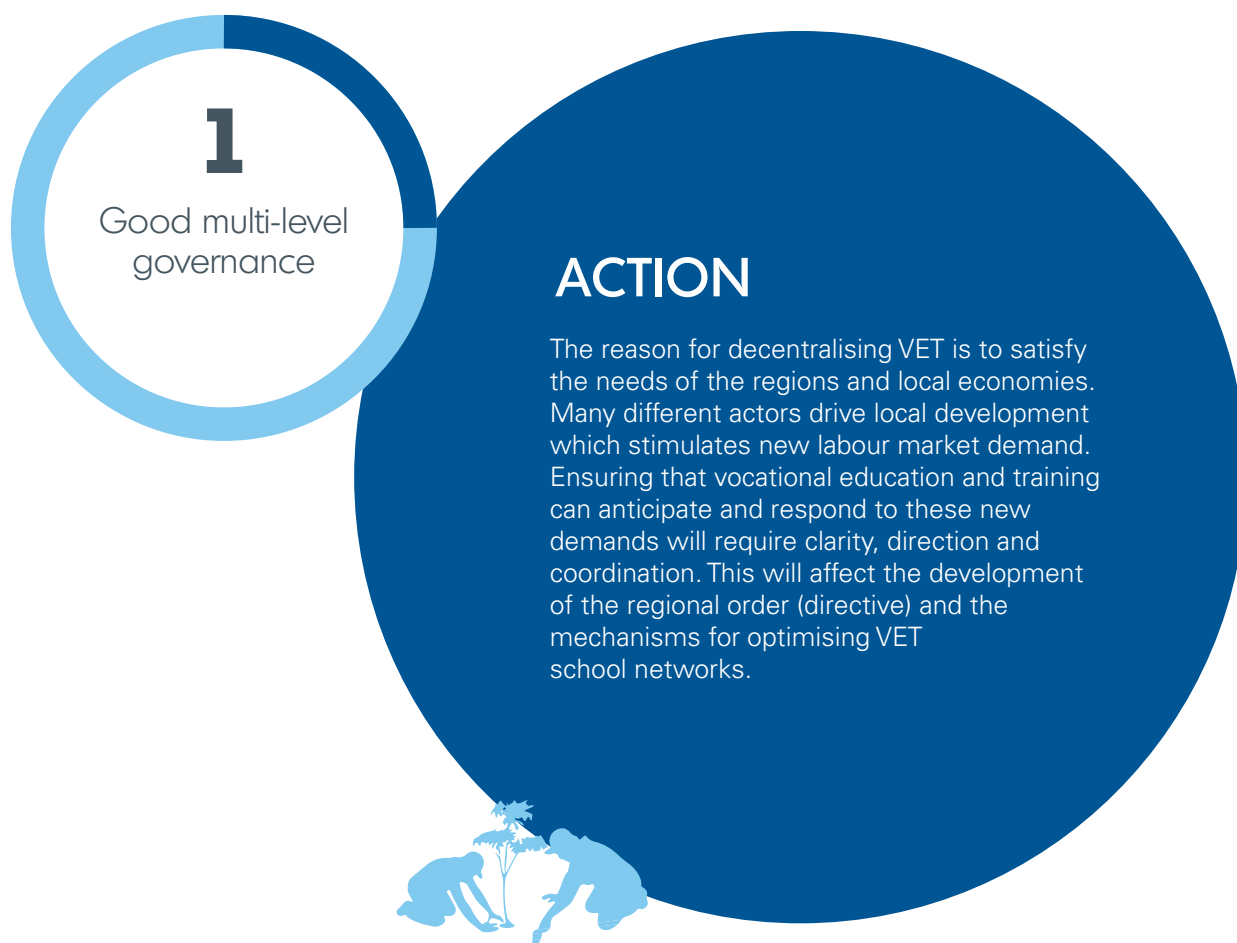 1
Good multi-level
governance
ACTION
The reason for decentralising VET is to satisfy
the needs of the regions and local economies.
Many different actors drive local development
which stimulates new labour market demand.
Ensuring that vocational education and training
can anticipate and respond to these new
demands will require clarity, direction and
coordination. This will affect the development
of the regional order (directive) and the
mechanisms for optimising VET
school networks.